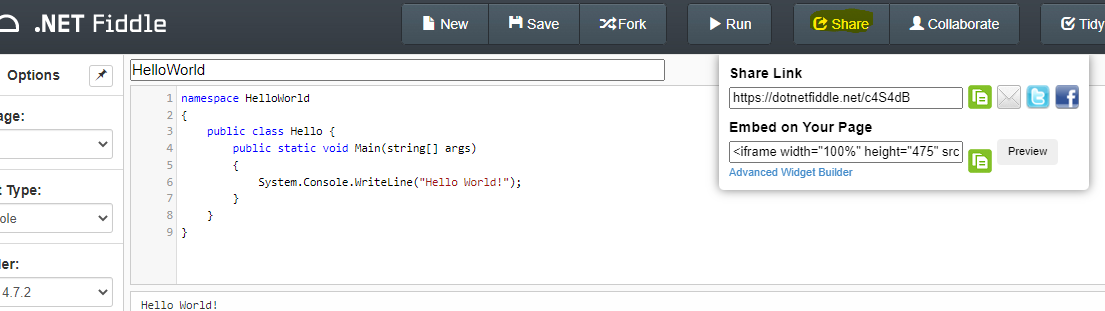 .NET Fiddle
New
Save
Fork
Run
Share
Collaborate
Tidy
Options
HelloWorld
age:
t Type:
ole
ler:
4.7.2
1 namespace HelloWorld
2 {
3     public class Hello {
4         public static void Main(string[] args)
5         {
6             System.Console.WriteLine("Hello World!");
7         }
8     }
9 }
Share Link
https://dotnetfiddle.net/c4S4dB
Embed on Your Page
<iframe width="100%" height="475" src
Preview
Advanced Widget Builder
Hello World!